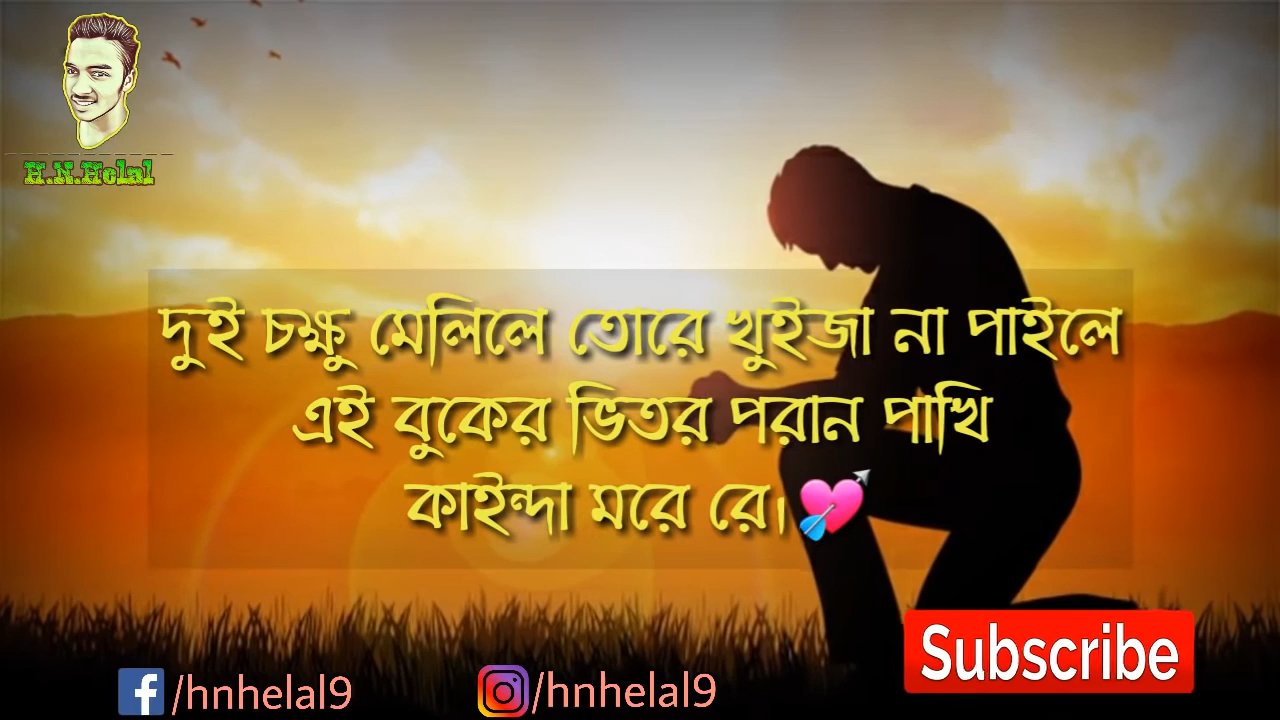 H.N.Helal
দুই চক্ষু মেলিলে তোরে খুইজা না পাইলে
এই বুকের ভিতর পরান পাখি
কাইন্দা মরে রে।💘
Subscribe
/hnhelal9
/hnhelal9